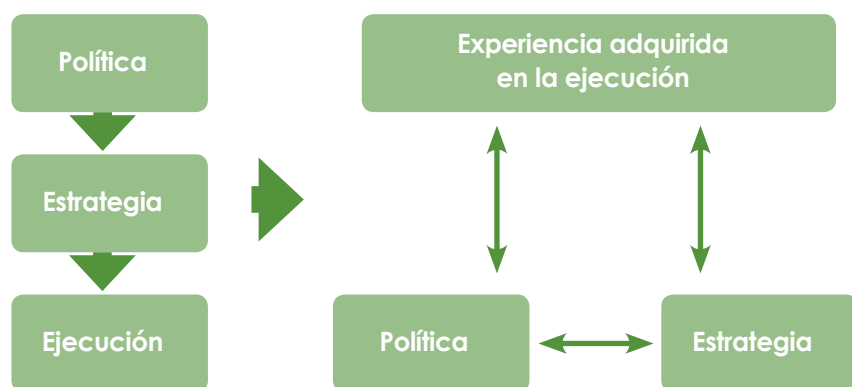 Política
Estrategia
Ejecución
Experiencia adquirida
en la ejecución
Política
Estrategia